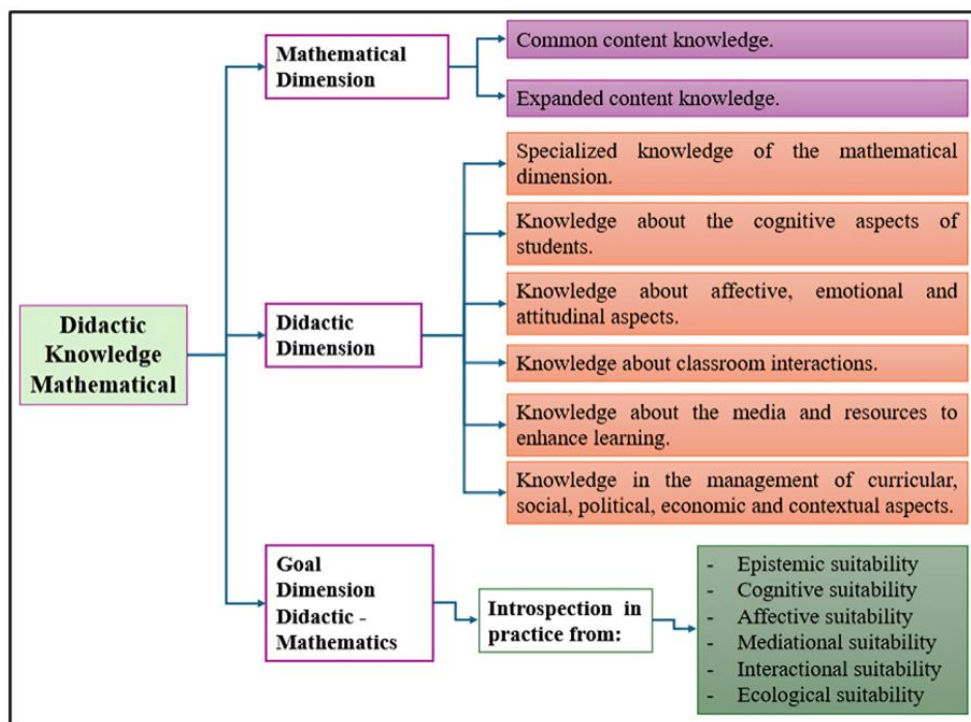 Didactic
Knowledge
Mathematical
Mathematical
Dimension
Common content knowledge.
Expanded content knowledge.
Didactic
Dimension
Specialized knowledge of the mathematical
dimension.
Knowledge about the cognitive aspects of
students.
Knowledge about affective, emotional and
attitudinal aspects.
Knowledge about classroom interactions.
Knowledge about the media and resources to
enhance learning.
Knowledge in the management of curricular,
social, political, economic and contextual aspects.
Goal
Dimension
Didactic -
Mathematics
Introspection in
practice from:
- Epistemic suitability
- Cognitive suitability
- Affective suitability
- Mediational suitability
- Interactional suitability
- Ecological suitability